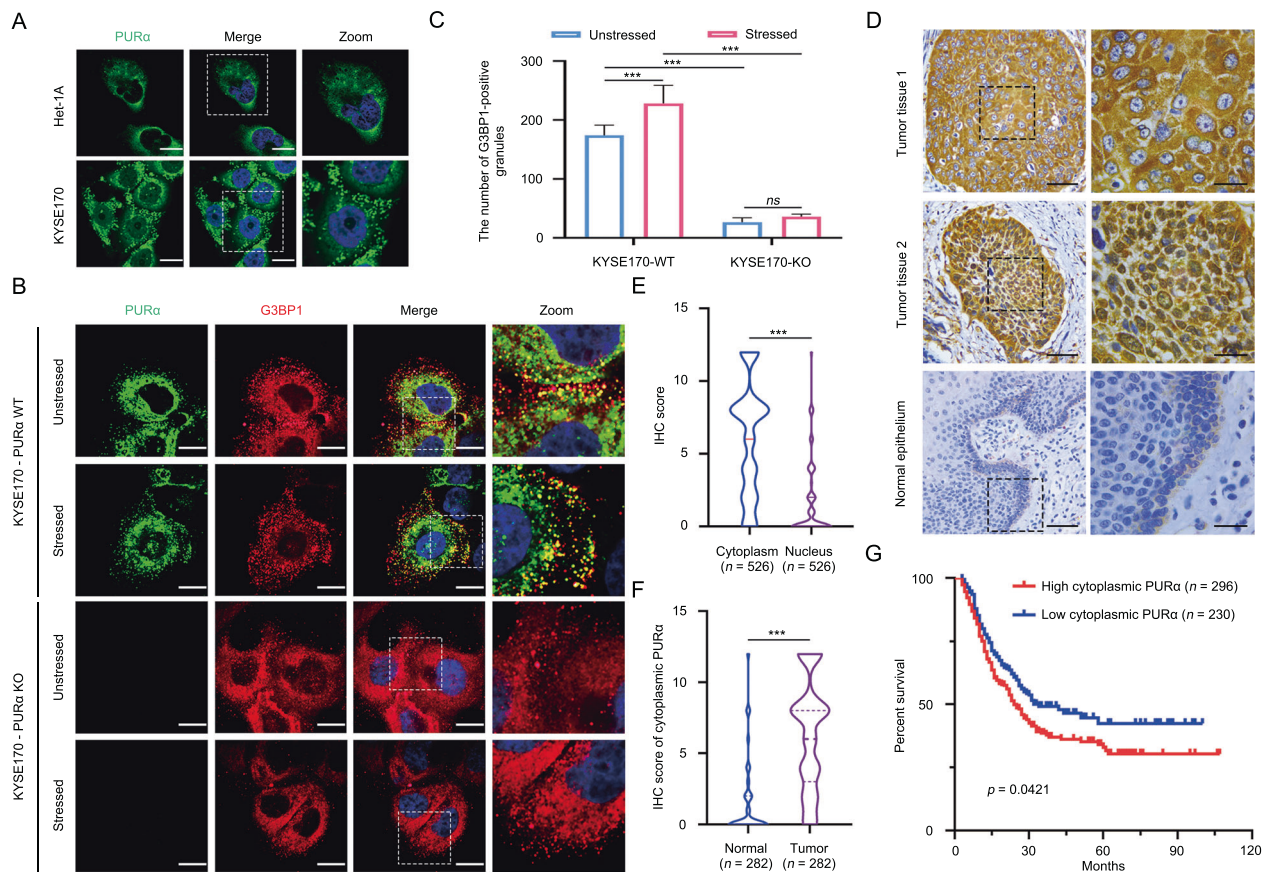 A
PURα
Merge
Zoom
Het-1A
KYSE170
B
PURα
G3BP1
Merge
Zoom
KYSE170 - PURα WT
Unstressed
Stressed
KYSE170 - PURα KO
Unstressed
Stressed
C
Unstressed
Stressed
The number of G3BP1-positive
granules
300
200
100
0
***
***
***
ns
KYSE170-WT
KYSE170-KO
D
Tumor tissue 1
Tumor tissue 2
Normal epithelium
E
IHC score
15
10
5
0
***
Cytoplasm
(n = 526)
Nucleus
(n = 526)
F
IHC score of cytoplasmic PURα
15
10
5
0
***
Normal
(n = 282)
Tumor
(n = 282)
G
Percent survival
100
50
0
High cytoplasmic PURα (n = 296)
Low cytoplasmic PURα (n = 230)
p = 0.0421
0
30
60
90
120
Months